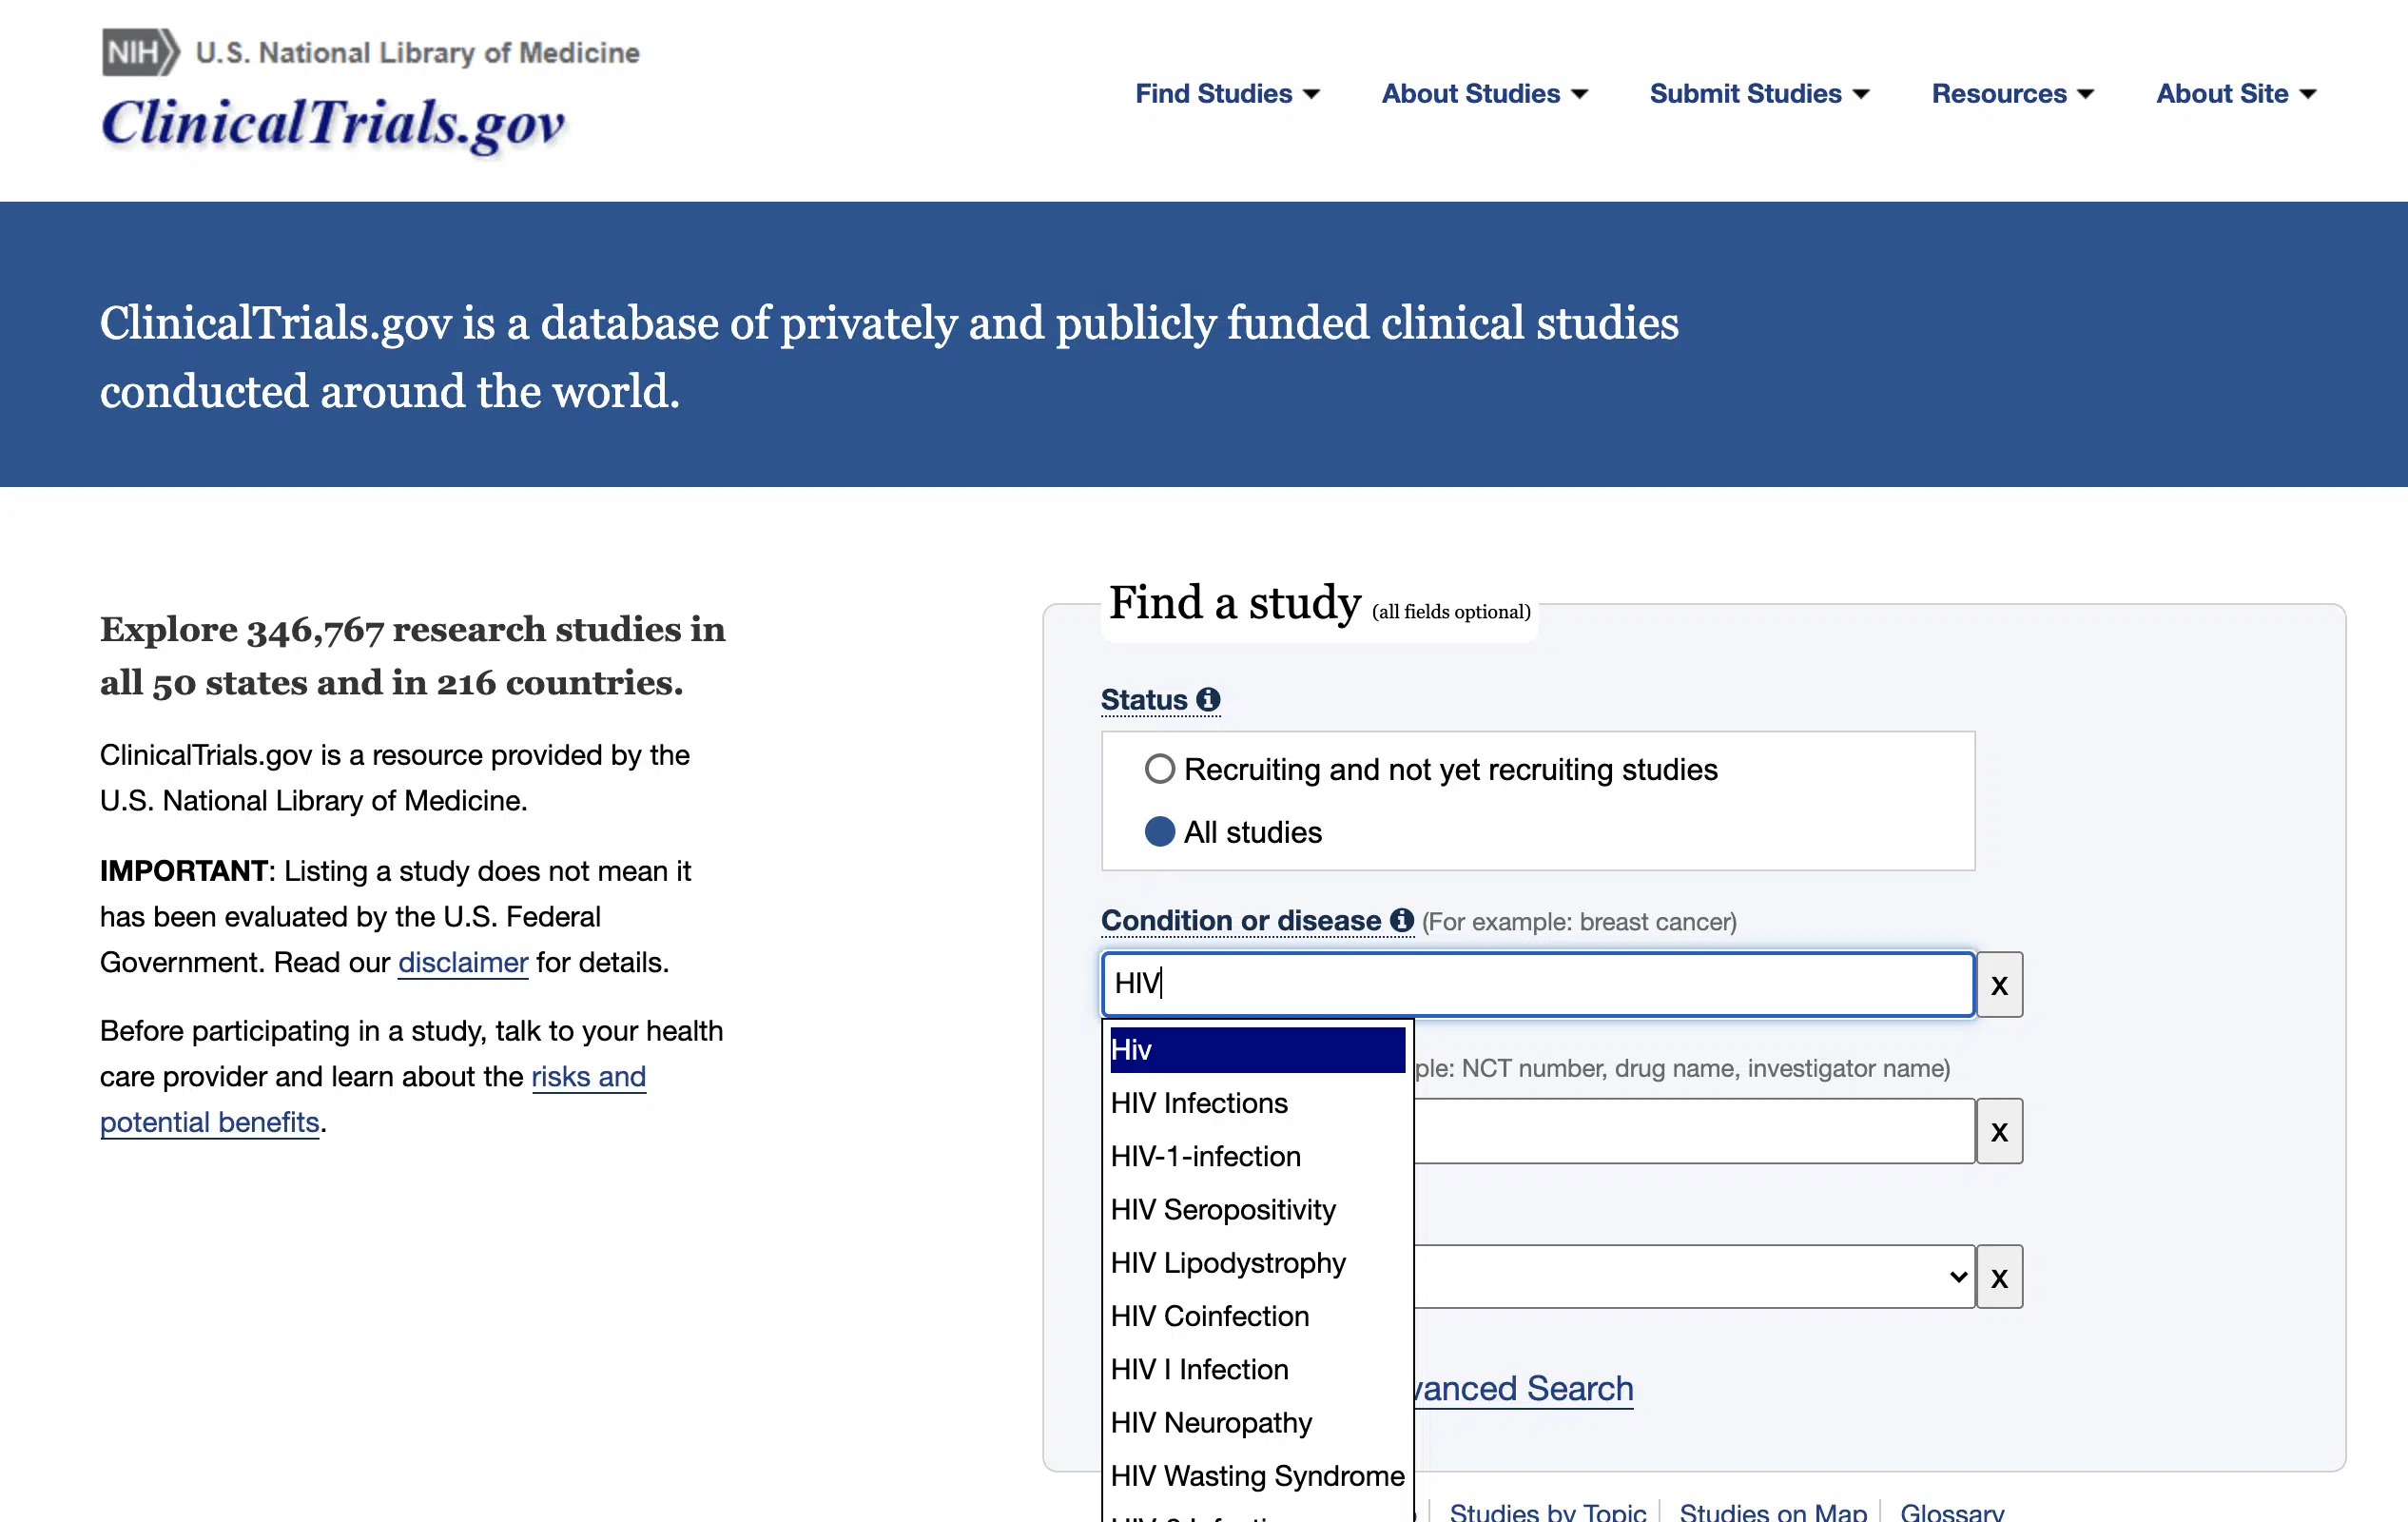 NIH U.S. National Library of Medicine
ClinicalTrials.gov
Find Studies
About Studies
Submit Studies
Resources
About Site
ClinicalTrials.gov is a database of privately and publicly funded clinical studies
conducted around the world.
Explore 346,767 research studies in
all 50 states and in 216 countries.
ClinicalTrials.gov is a resource provided by the
U.S. National Library of Medicine.
IMPORTANT: Listing a study does not mean it
has been evaluated by the U.S. Federal
Government. Read our disclaimer for details.
Before participating in a study, talk to your health
care provider and learn about the risks and
potential benefits.
Find a study (all fields optional)
Status
Recruiting and not yet recruiting studies
All studies
Condition or disease (For example: breast cancer)
HIV
X
Hiv
HIV Infections
HIV-1-infection
HIV Seropositivity
HIV Lipodystrophy
HIV Coinfection
HIV I Infection
HIV Neuropathy
HIV Wasting Syndrome
NCT number, drug name, investigator name)
X
X
Search
Studies by Topic
Studies on Map
Glossary